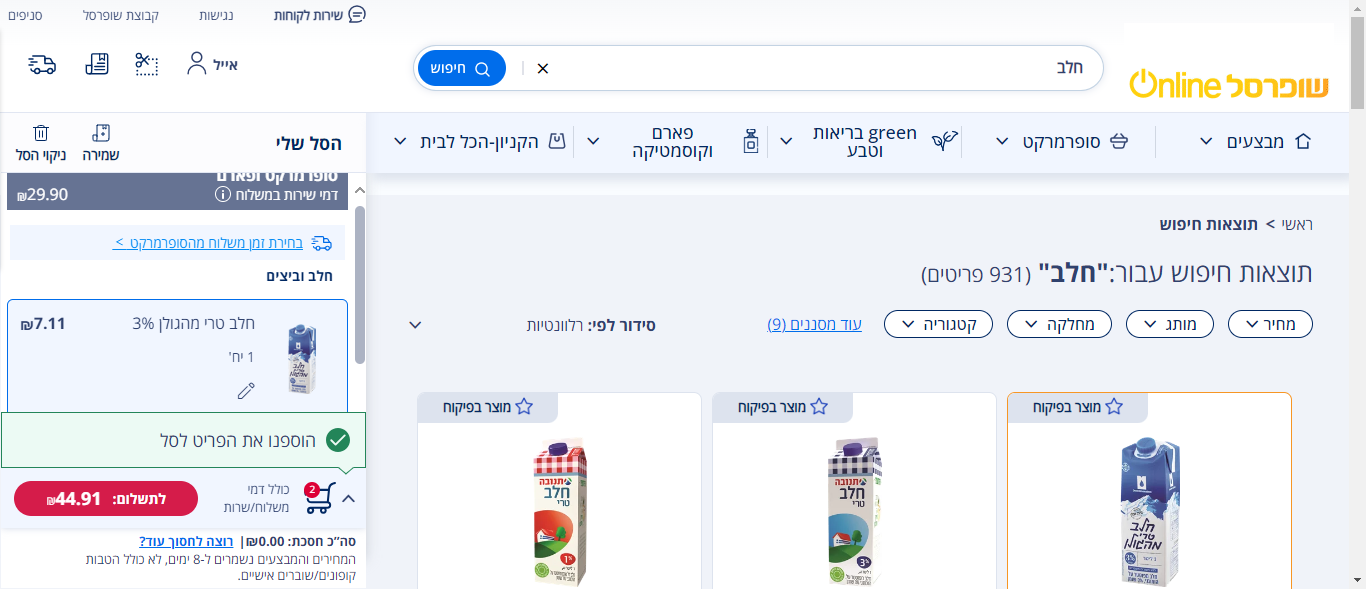 שירות לקוחות
נגישות
קבוצת שופרסל
סניפים
שופרסל Online
חלב
חיפוש
אייל
מבצעים
סופרמרקט
green בריאות
וטבע
פארם
וקוסמטיקה
הקניון-הכל לבית
ראשי > תוצאות חיפוש
תוצאות חיפוש עבור:"חלב" (931 פריטים)
מחיר
מותג
מחלקה
קטגוריה
עוד מסננים (9)
סידור לפי: רלוונטיות
מוצר בפיקוח
מוצר בפיקוח
מוצר בפיקוח
חלב
טרי
מהגולן
3%
תנובה
חלב
טרי
3%
תנובה
חלב
טרי
1%
הסל שלי
שמירה
ניקוי הסל
סופרמרקט ופארם
דמי שירות במשלוח
₪29.90
בחירת זמן משלוח מהסופרמרקט >
חלב וביצים
חלב טרי מהגולן 3%
₪7.11
1 יח'
הוספנו את הפריט לסל
2
כולל דמי
משלוח/שרות
לתשלום: ₪44.91
סה״כ חסכת: ₪0.00 | רוצה לחסוך עוד?
המחירים והמבצעים נשמרים ל-8 ימים, לא כולל הטבות
קופונים/שוברים אישיים.